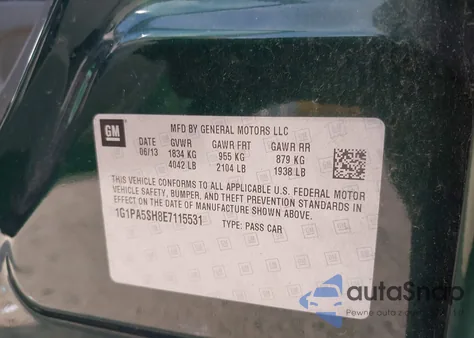 GM
MFD BY GENERAL MOTORS LLC
DATE GVWR GAWR FRT GAWR RR
06/13 1834 KG 955 KG 879 KG
4042 LB 2104 LB 1938 LB
THIS VEHICLE CONFORMS TO ALL APPLICABLE U.S. FEDERAL MOTOR
VEHICLE SAFETY, BUMPER, AND THEFT PREVENTION STANDARDS IN
EFFECT ON THE DATE OF MANUFACTURE SHOWN ABOVE.
1G1PA5SH8E7115531
TYPE: PASS CAR
autoSnap